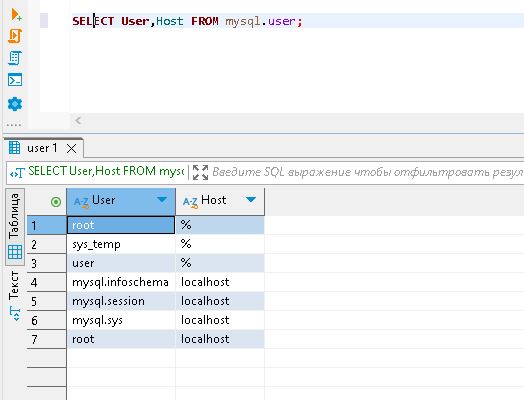 SELECT User,Host FROM mysql.user;
user 1
SELECT User,Host FROM myso Введите SQL выражение чтобы отфильтровать резул
Таблица
Текст
A-Z User A-Z Host
1 root %
2 sys_temp %
3 user %
4 mysql.infoschema localhost
5 mysql.session localhost
6 mysql.sys localhost
7 root localhost